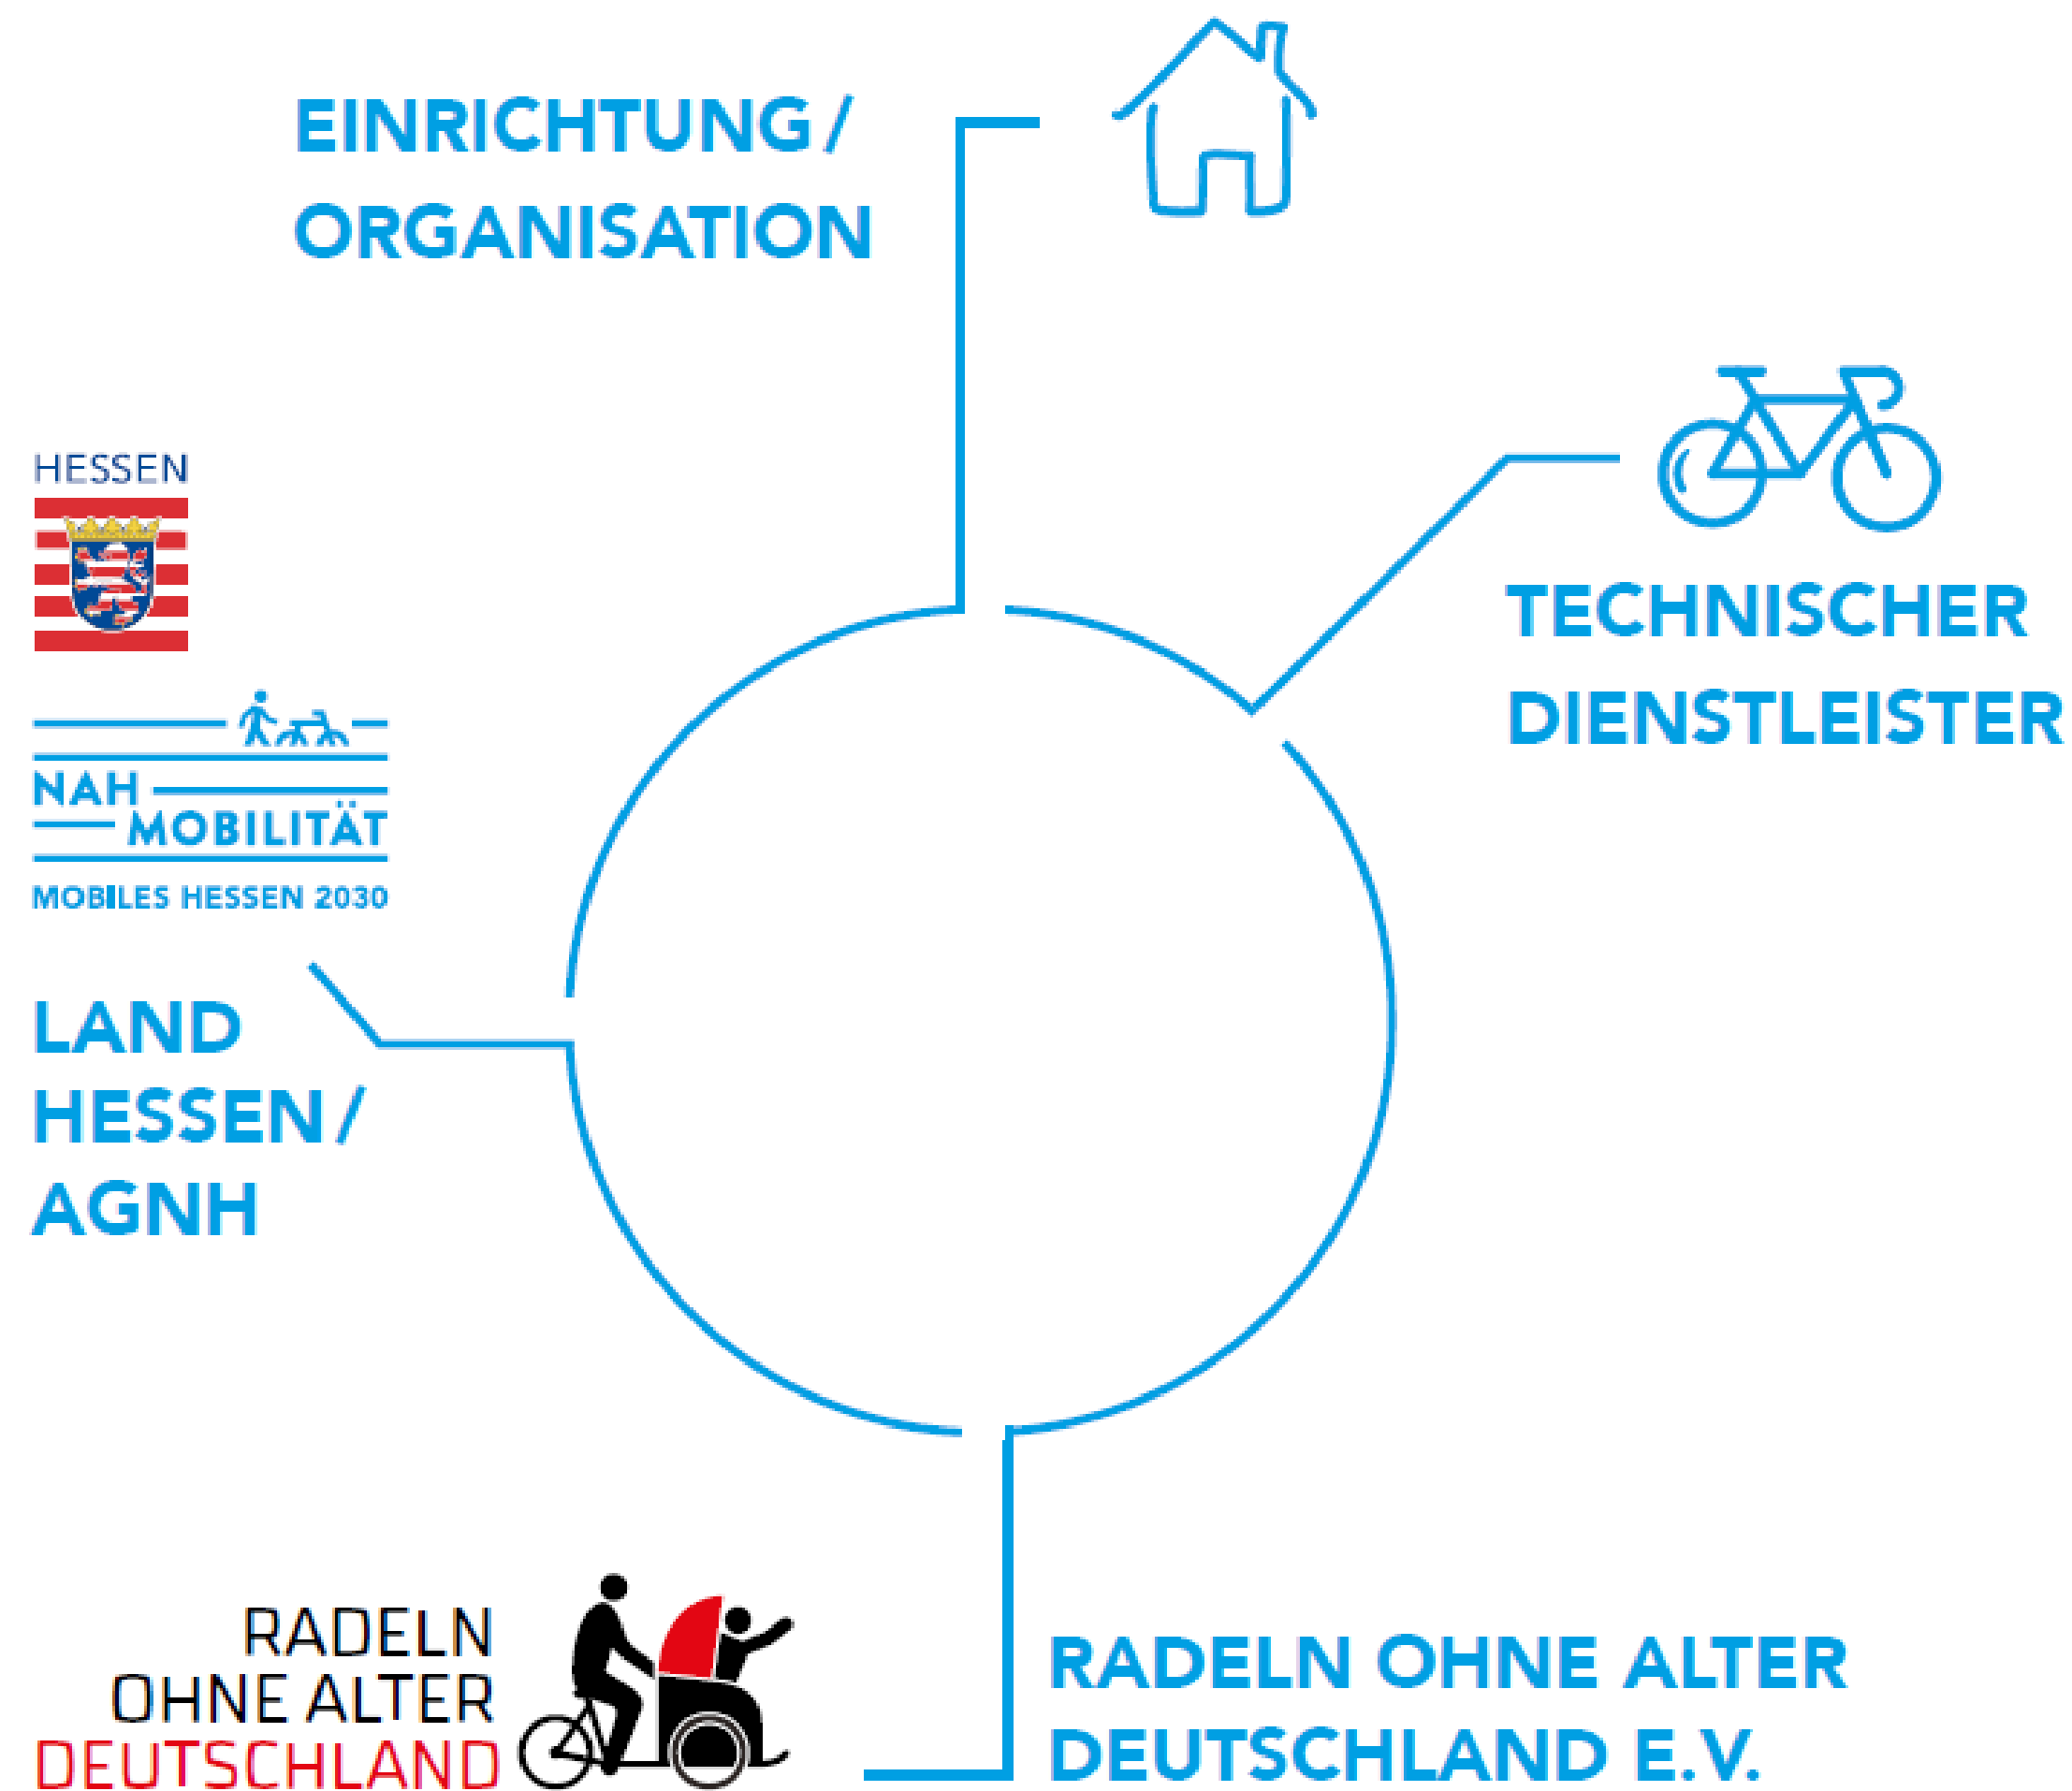 EINRICHTUNG/
ORGANISATION
HESSEN
TECHNISCHER
DIENSTLEISTER
NAH
MOBILITÄT
MOBILES HESSEN 2030
LAND
HESSEN/
AGNH
RADELN
OHNE ALTER
DEUTSCHLAND
RADELN OHNE ALTER
DEUTSCHLAND E.V.